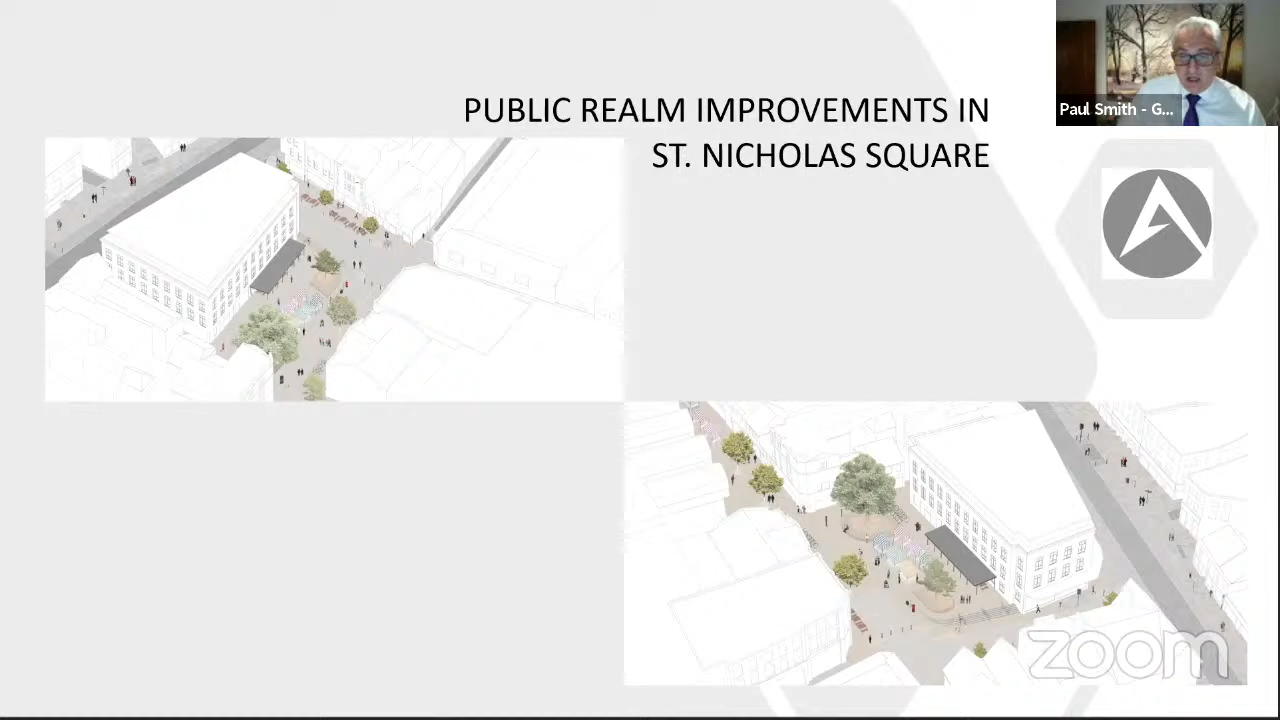 PUBLIC REALM IMPROVEMENTS IN
ST. NICHOLAS SQUARE
Paul Smith - G...
zoom